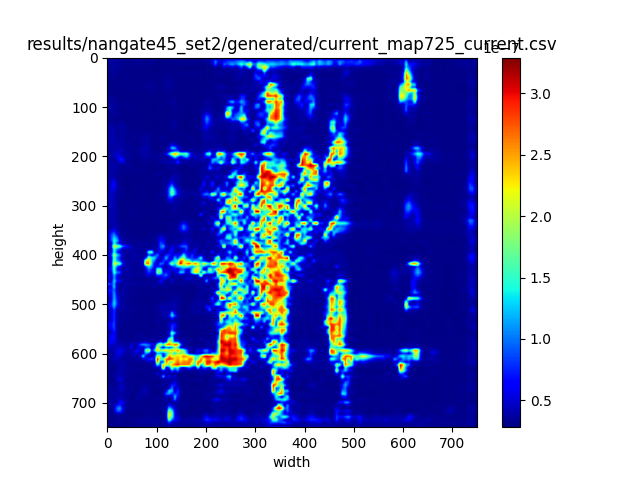 results/nangate45_set2/generated/current_map725_current.csv
1e−7
0
100
200
300
400
500
600
700
height
0 100 200 300 400 500 600 700
width
3.0
2.5
2.0
1.5
1.0
0.5